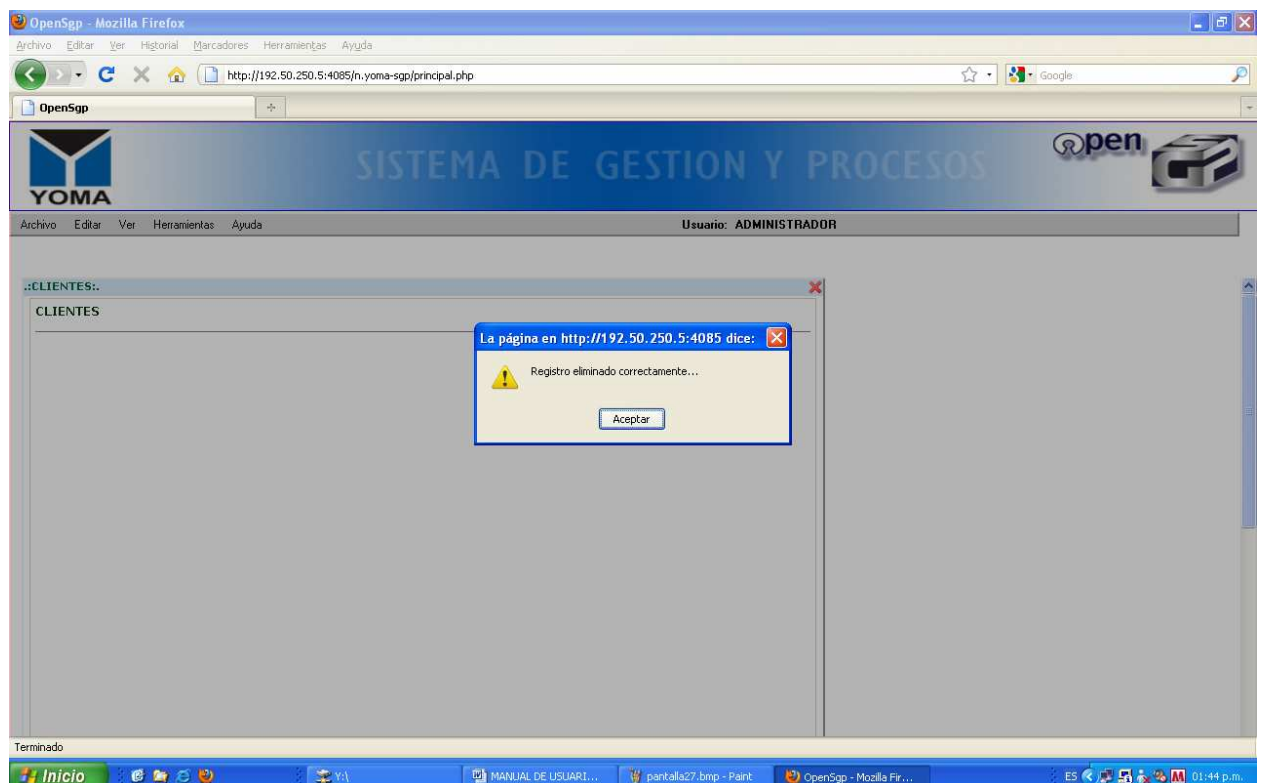 OpenSgp - Mozilla Firefox
Archivo Editar Ver Historial Marcadores Herramientas Ayuda
http://192.50.250.5:4085/n.yoma-sgp/principal.php
Google
OpenSgp
YOMA
SISTEMA DE GESTION Y PROCESOS
open
Archivo Editar Ver Herramientas Ayuda
Usuario: ADMINISTRADOR
.:CLIENTES:.
CLIENTES
La página en http://192.50.250.5:4085 dice:
Registro eliminado correctamente...
Aceptar
Terminado
Inicio
Y:\
MANUAL DE USUARI...
pantalla27.bmp - Paint
OpenSgp - Mozilla Fir...
ES
01:44 p.m.